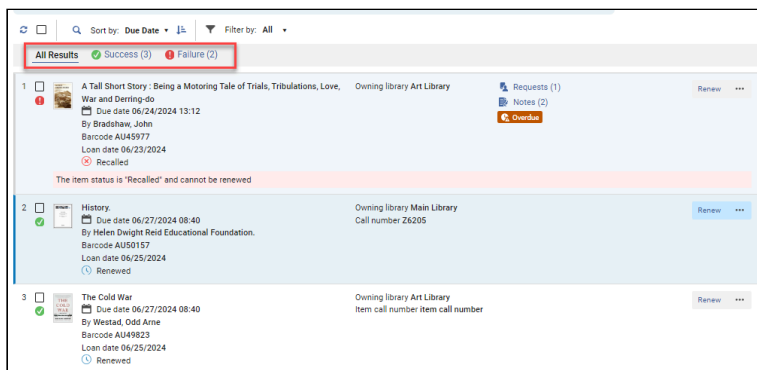 Sort by: Due Date Filter by: All
All Results Success (3) Failure (2)
1 A Tall Short Story : Being a Motoring Tale of Trials, Tribulations, Love, Owning library Art Library Requests (1) Renew
War and Derring-do Notes (2)
Due date 06/24/2024 13:12 Overdue
By Bradshaw, John
Barcode AU45977
Loan date 06/23/2024
Recalled
The item status is "Recalled" and cannot be renewed
2 History. Owning library Main Library Renew
Due date 06/27/2024 08:40 Call number Z6205
By Helen Dwight Reid Educational Foundation.
Barcode AU50157
Loan date 06/25/2024
Renewed
3 The Cold War Owning library Art Library Renew
Due date 06/27/2024 08:40 Item call number item call number
By Westad, Odd Arne
Barcode AU49823
Loan date 06/25/2024
Renewed